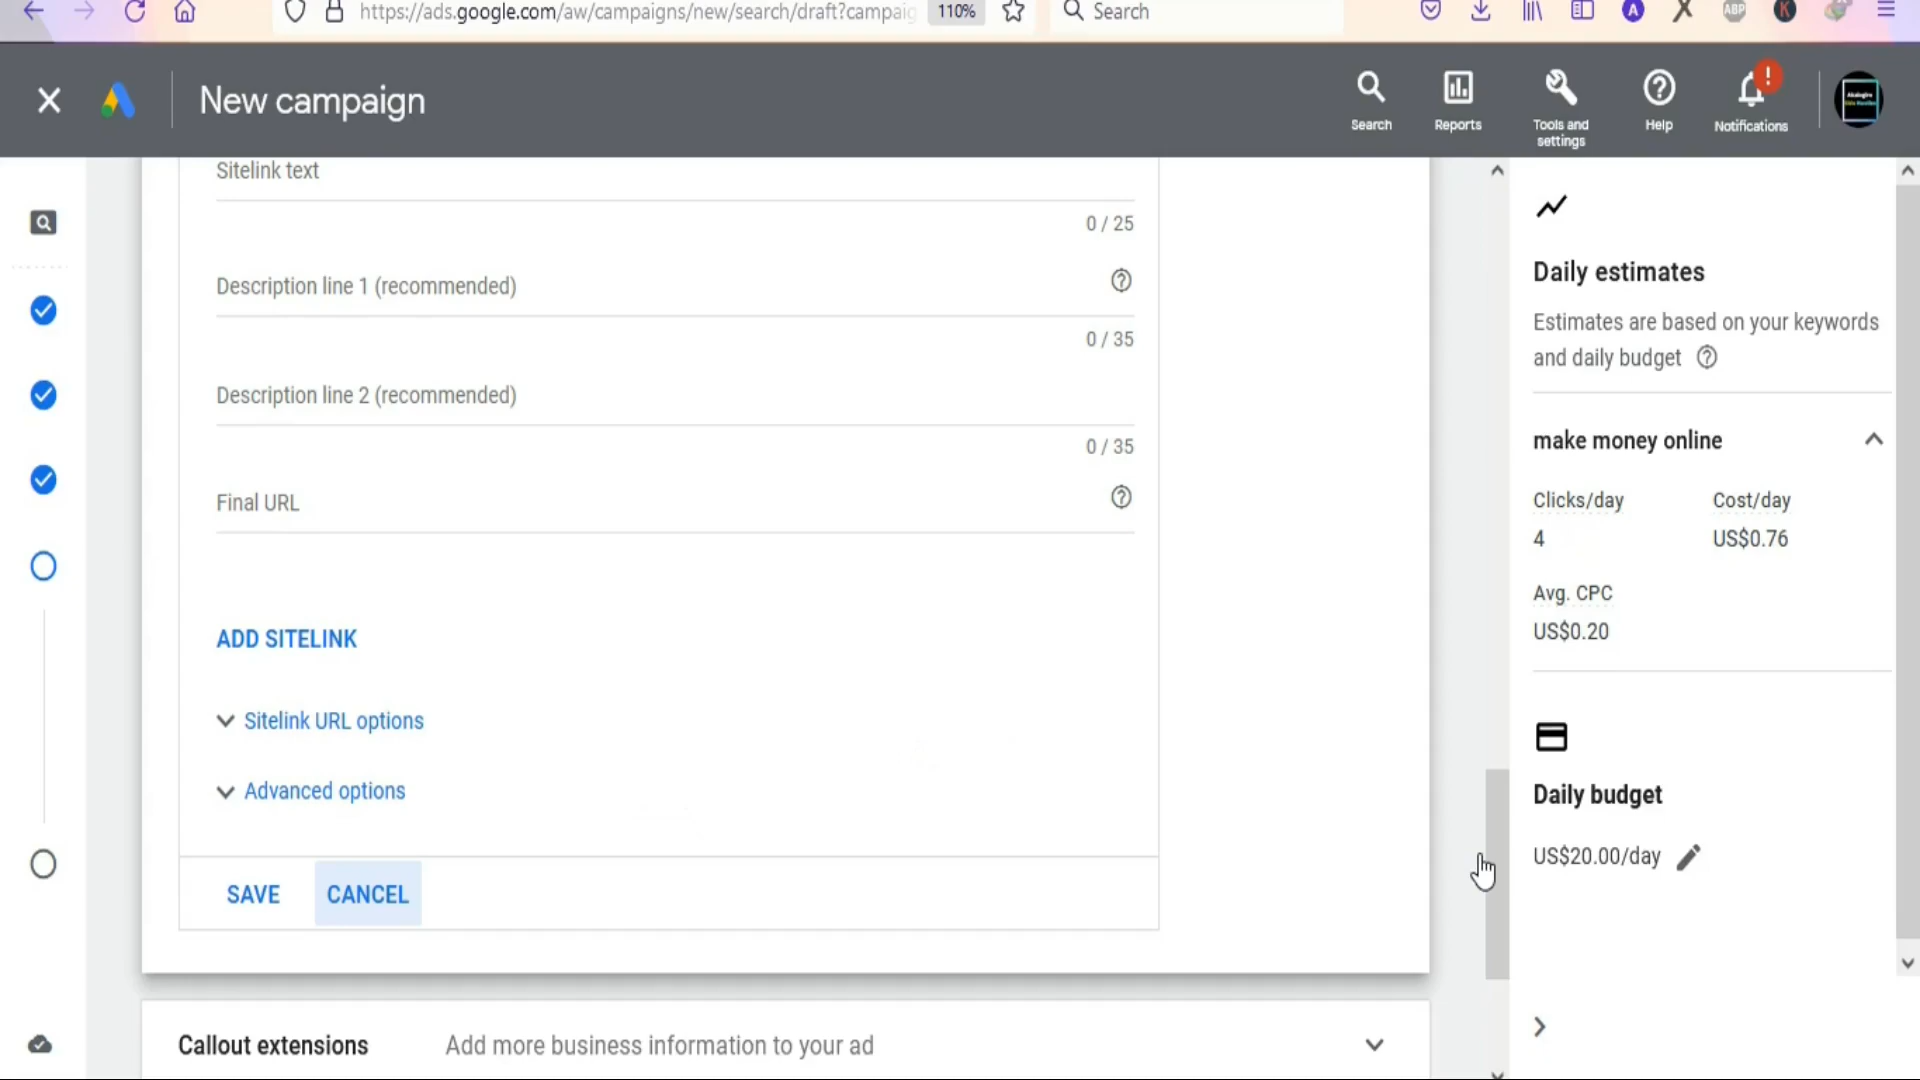 https://ads.google.com/aw/campaigns/new/search/draft?campaig
110%
Search
A
ABP
K
New campaign
Search
Reports
Tools and settings
Help
!
Notifications
Sitelink text
0 / 25
Description line 1 (recommended)
0 / 35
Description line 2 (recommended)
0 / 35
Final URL
ADD SITELINK
Sitelink URL options
Advanced options
SAVE
CANCEL
Callout extensions
Add more business information to your ad
Daily estimates
Estimates are based on your keywords
and daily budget
make money online
Clicks/day
Cost/day
4
US$0.76
Avg. CPC
US$0.20
Daily budget
US$20.00/day